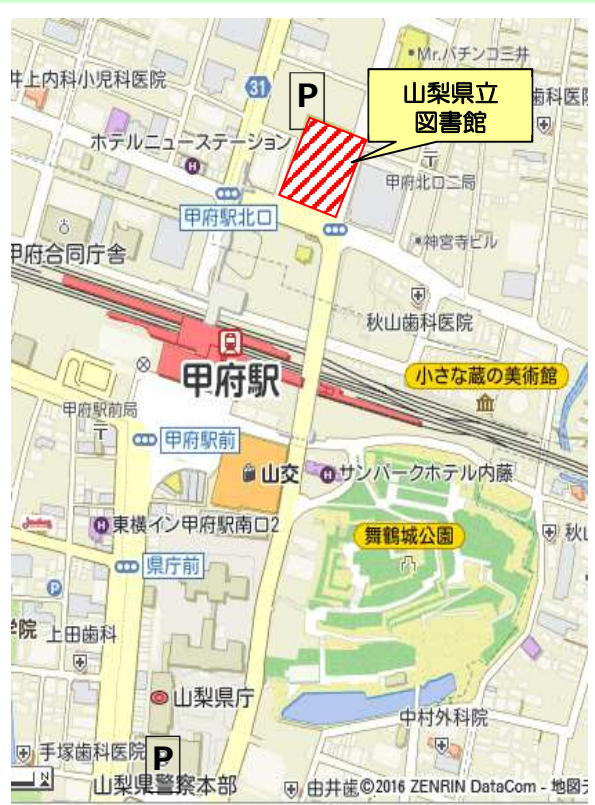 Mr.パチンコ三井
井上内科小児科医院
31
P
山梨県立
図書館
歯科医院
ホテルニューステーション
H
〒
甲府北口二局
甲府駅北口
神宮寺ビル
甲府合同庁舎
秋山歯科医院
甲府駅
小さな蔵の美術館
甲府駅前局
〒
甲府駅前
山交
H
サンパークホテル内藤
H
東横イン甲府駅南口2
舞鶴城公園
秋山
県庁前
P
学院
上田歯科
山梨県庁
中村外科院
手塚歯科医院
P
N
山梨県警察本部
由井歯
©2016 ZENRIN DataCom - 地図デ